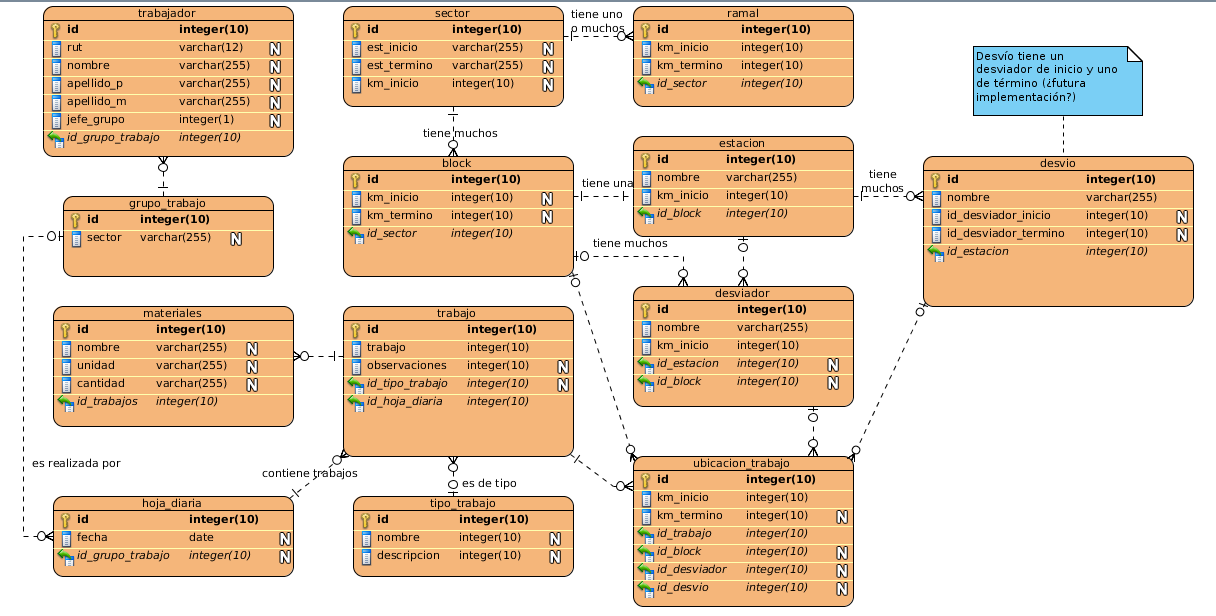 trabajador
id integer(10)
rut varchar(12) N
nombre varchar(255) N
apellido_p varchar(255) N
apellido_m varchar(255) N
jefe_grupo integer(1) N
id_grupo_trabajo integer(10)
sector
id integer(10)
est_inicio varchar(255) N
est_termino varchar(255) N
km_inicio integer(10) N
tiene uno
o muchos
ramal
id integer(10)
km_inicio integer(10)
km_termino integer(10)
id_sector integer(10)
Desvío tiene un
desviador de inicio y uno
de término (¿futura
implementación?)
tiene muchos
grupo_trabajo
id integer(10)
sector varchar(255) N
block
id integer(10)
km_inicio integer(10) N
km_termino integer(10) N
id_sector integer(10)
tiene una
estacion
id integer(10)
nombre varchar(255)
km_inicio integer(10)
id_block integer(10)
tiene
muchos
desvio
id integer(10)
nombre varchar(255)
id_desviador_inicio integer(10) N
id_desviador_termino integer(10) N
id_estacion integer(10)
tiene muchos
desviador
id integer(10)
nombre varchar(255)
km_inicio integer(10)
id_estacion integer(10) N
id_block integer(10) N
materiales
id integer(10)
nombre varchar(255) N
unidad varchar(255) N
cantidad varchar(255) N
id_trabajos integer(10)
trabajo
id integer(10)
trabajo integer(10)
observaciones integer(10) N
id_tipo_trabajo integer(10) N
id_hoja_diaria integer(10)
es realizada por
contiene trabajos
es de tipo
hoja_diaria
id integer(10)
fecha date N
id_grupo_trabajo integer(10) N
tipo_trabajo
id integer(10)
nombre integer(10) N
descripcion integer(10) N
ubicacion_trabajo
id integer(10)
km_inicio integer(10)
km_termino integer(10) N
id_trabajo integer(10)
id_block integer(10) N
id_desviador integer(10) N
id_desvio integer(10) N